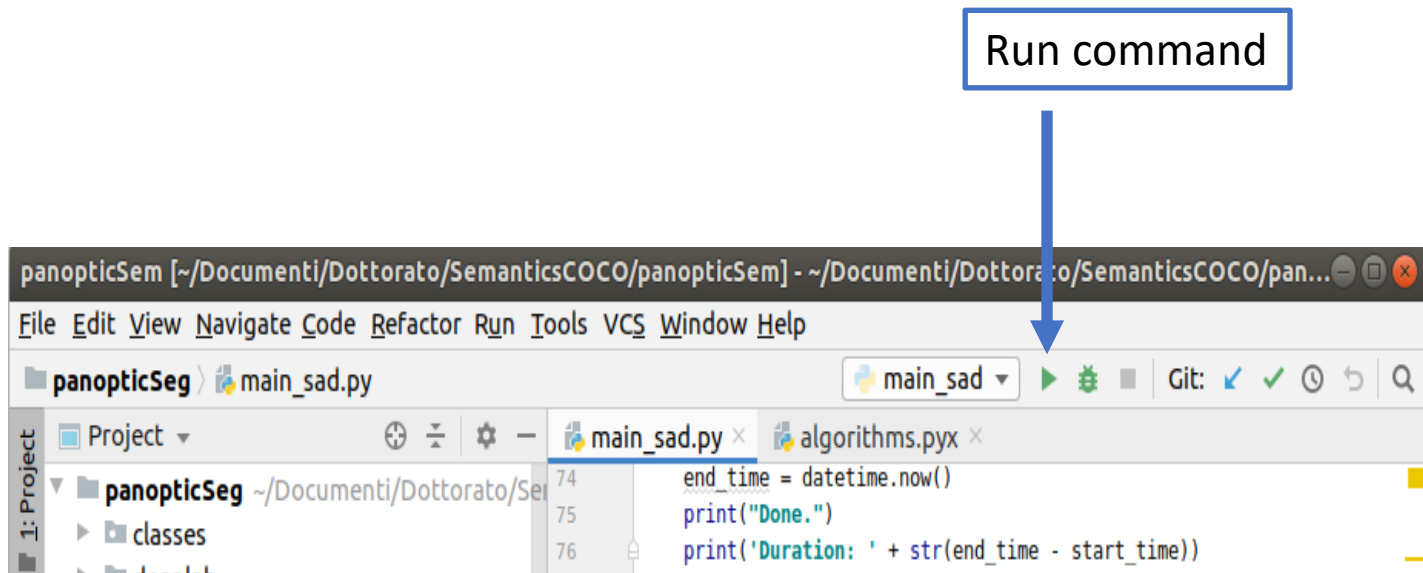 Run command
panopticSem [~/Documenti/Dottorato/SemanticsCOCO/panopticSem] - ~/Documenti/Dottorato/SemanticsCOCO/pan...
File Edit View Navigate Code Refactor Run Tools VCS Window Help
panopticSeg main_sad.py main_sad Git:
1: Project
Project main_sad.py algorithms.pyx
panopticSeg ~/Documenti/Dottorato/Se
classes
74 end_time = datetime.now()
75 print("Done.")
76 print('Duration: ' + str(end_time - start_time))